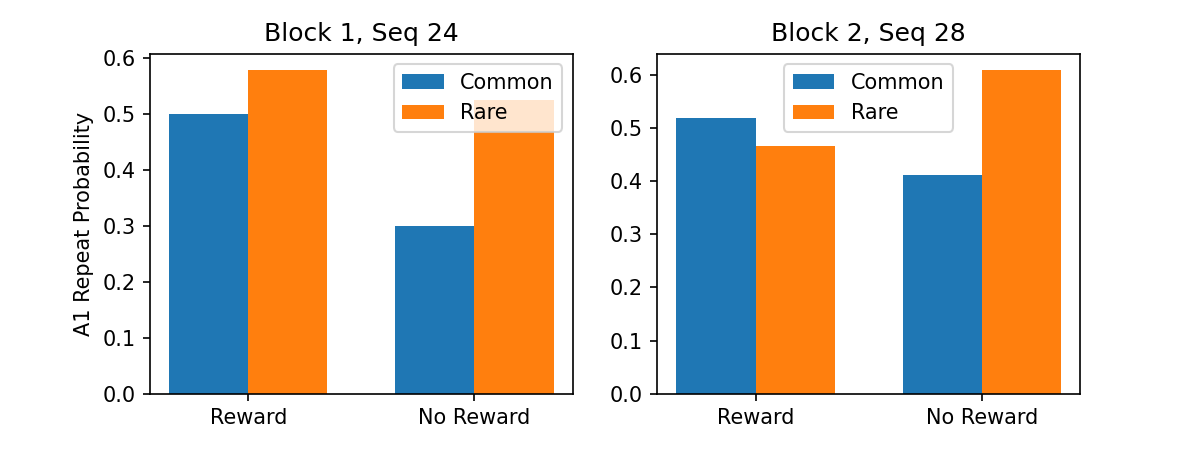 Block 1, Seq 24
A1 Repeat Probability
0.6
0.5
0.4
0.3
0.2
0.1
0.0
Common
Rare
Reward
No Reward
Block 2, Seq 28
0.6
0.5
0.4
0.3
0.2
0.1
0.0
Common
Rare
Reward
No Reward